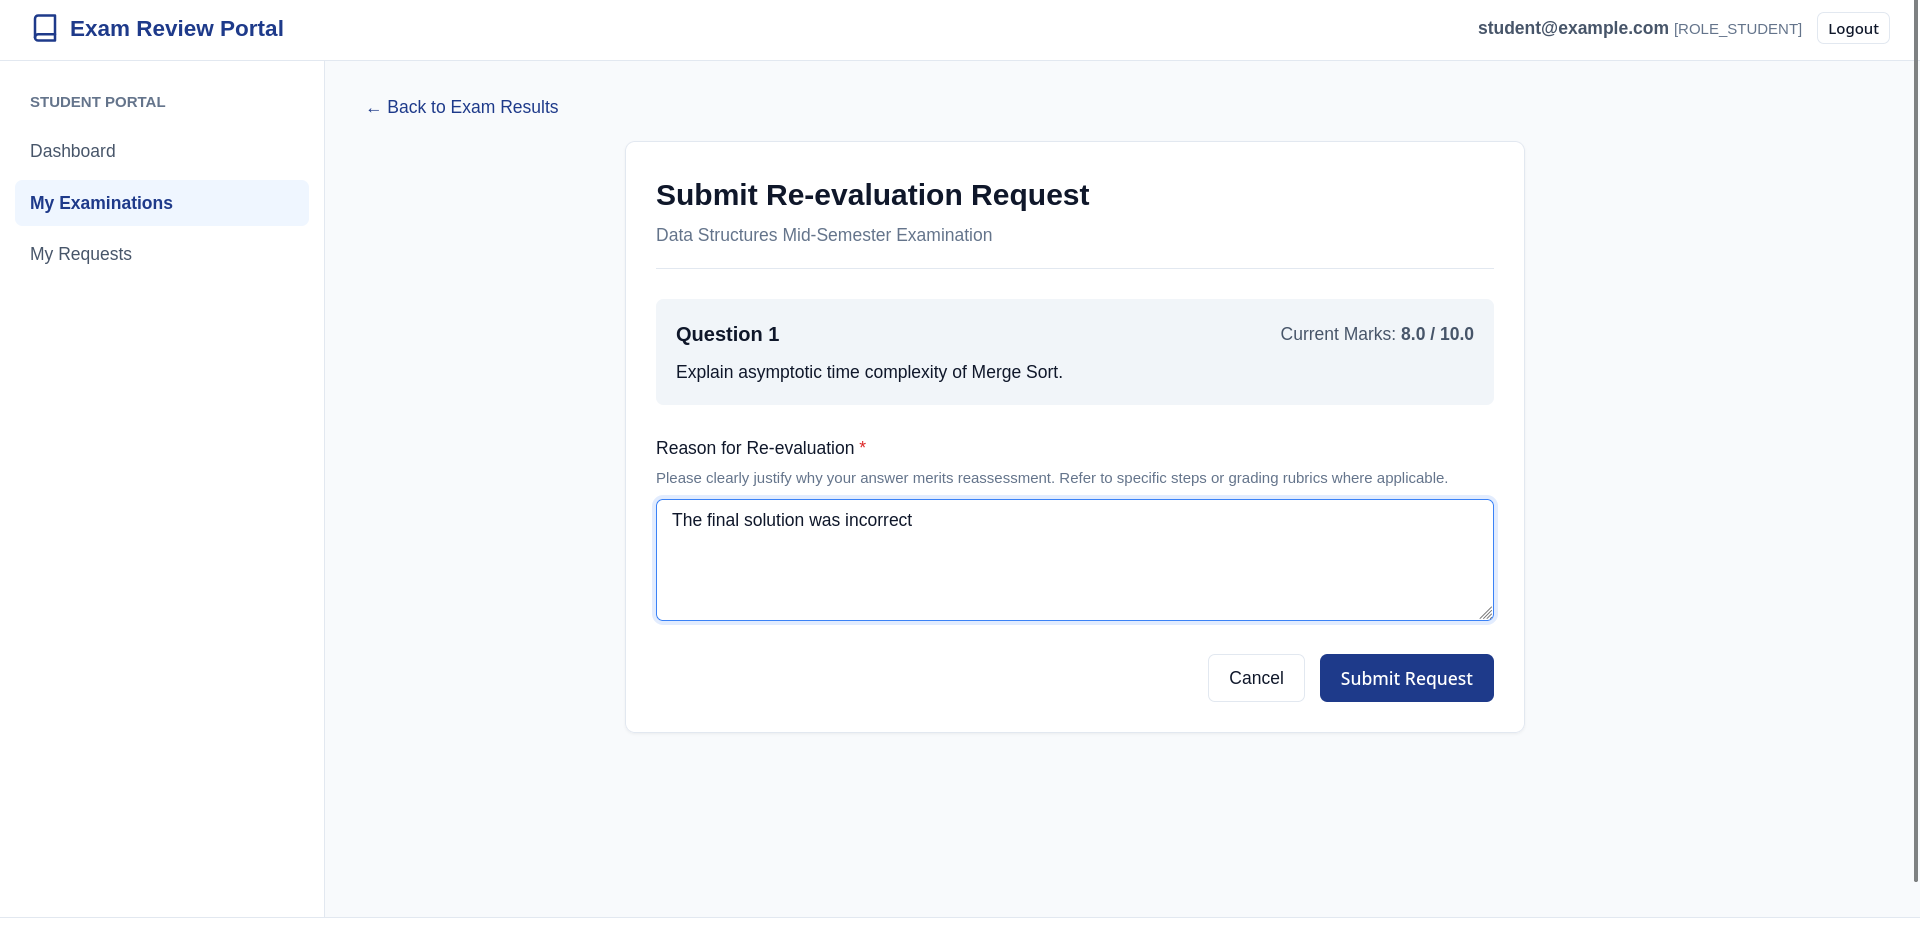 Exam Review Portal
student@example.com [ROLE_STUDENT]
Logout
STUDENT PORTAL
Dashboard
My Examinations
My Requests
← Back to Exam Results
Submit Re-evaluation Request
Data Structures Mid-Semester Examination
Question 1
Current Marks: 8.0 / 10.0
Explain asymptotic time complexity of Merge Sort.
Reason for Re-evaluation *
Please clearly justify why your answer merits reassessment. Refer to specific steps or grading rubrics where applicable.
The final solution was incorrect
Cancel
Submit Request